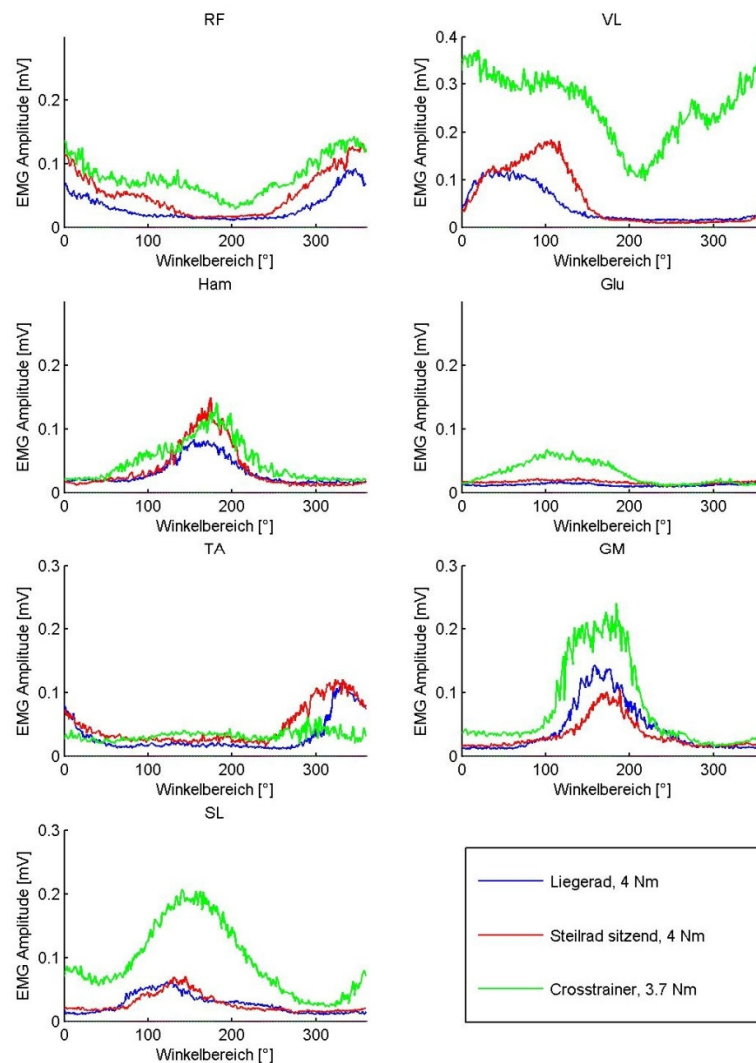 RF
EMG Amplitude [mV]
0.2
0.1
0
0 100 200 300
Winkelbereich [°]
VL
EMG Amplitude [mV]
0.4
0.3
0.2
0.1
0
0 100 200 300
Winkelbereich [°]
Ham
EMG Amplitude [mV]
0.2
0.1
0
0 100 200 300
Winkelbereich [°]
Glu
EMG Amplitude [mV]
0.2
0.1
0
0 100 200 300
Winkelbereich [°]
TA
EMG Amplitude [mV]
0.3
0.2
0.1
0
0 100 200 300
Winkelbereich [°]
GM
EMG Amplitude [mV]
0.3
0.2
0.1
0
0 100 200 300
Winkelbereich [°]
SL
EMG Amplitude [mV]
0.3
0.2
0.1
0
0 100 200 300
Winkelbereich [°]
Liegerad, 4 Nm
Steilrad sitzend, 4 Nm
Crosstrainer, 3.7 Nm